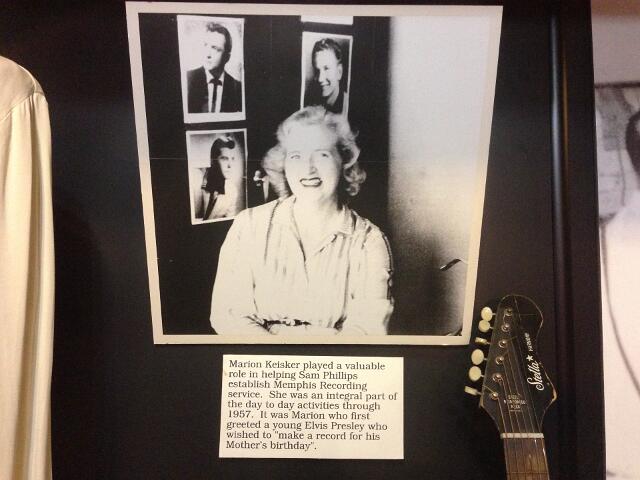 Marion Keisker played a valuable
role in helping Sam Phillips
establish Memphis Recording
service. She was an integral part of
the day to day activities through
1957. It was Marion who first
greeted a young Elvis Presley who
wished to "make a record for his
Mother's birthday".
Stella